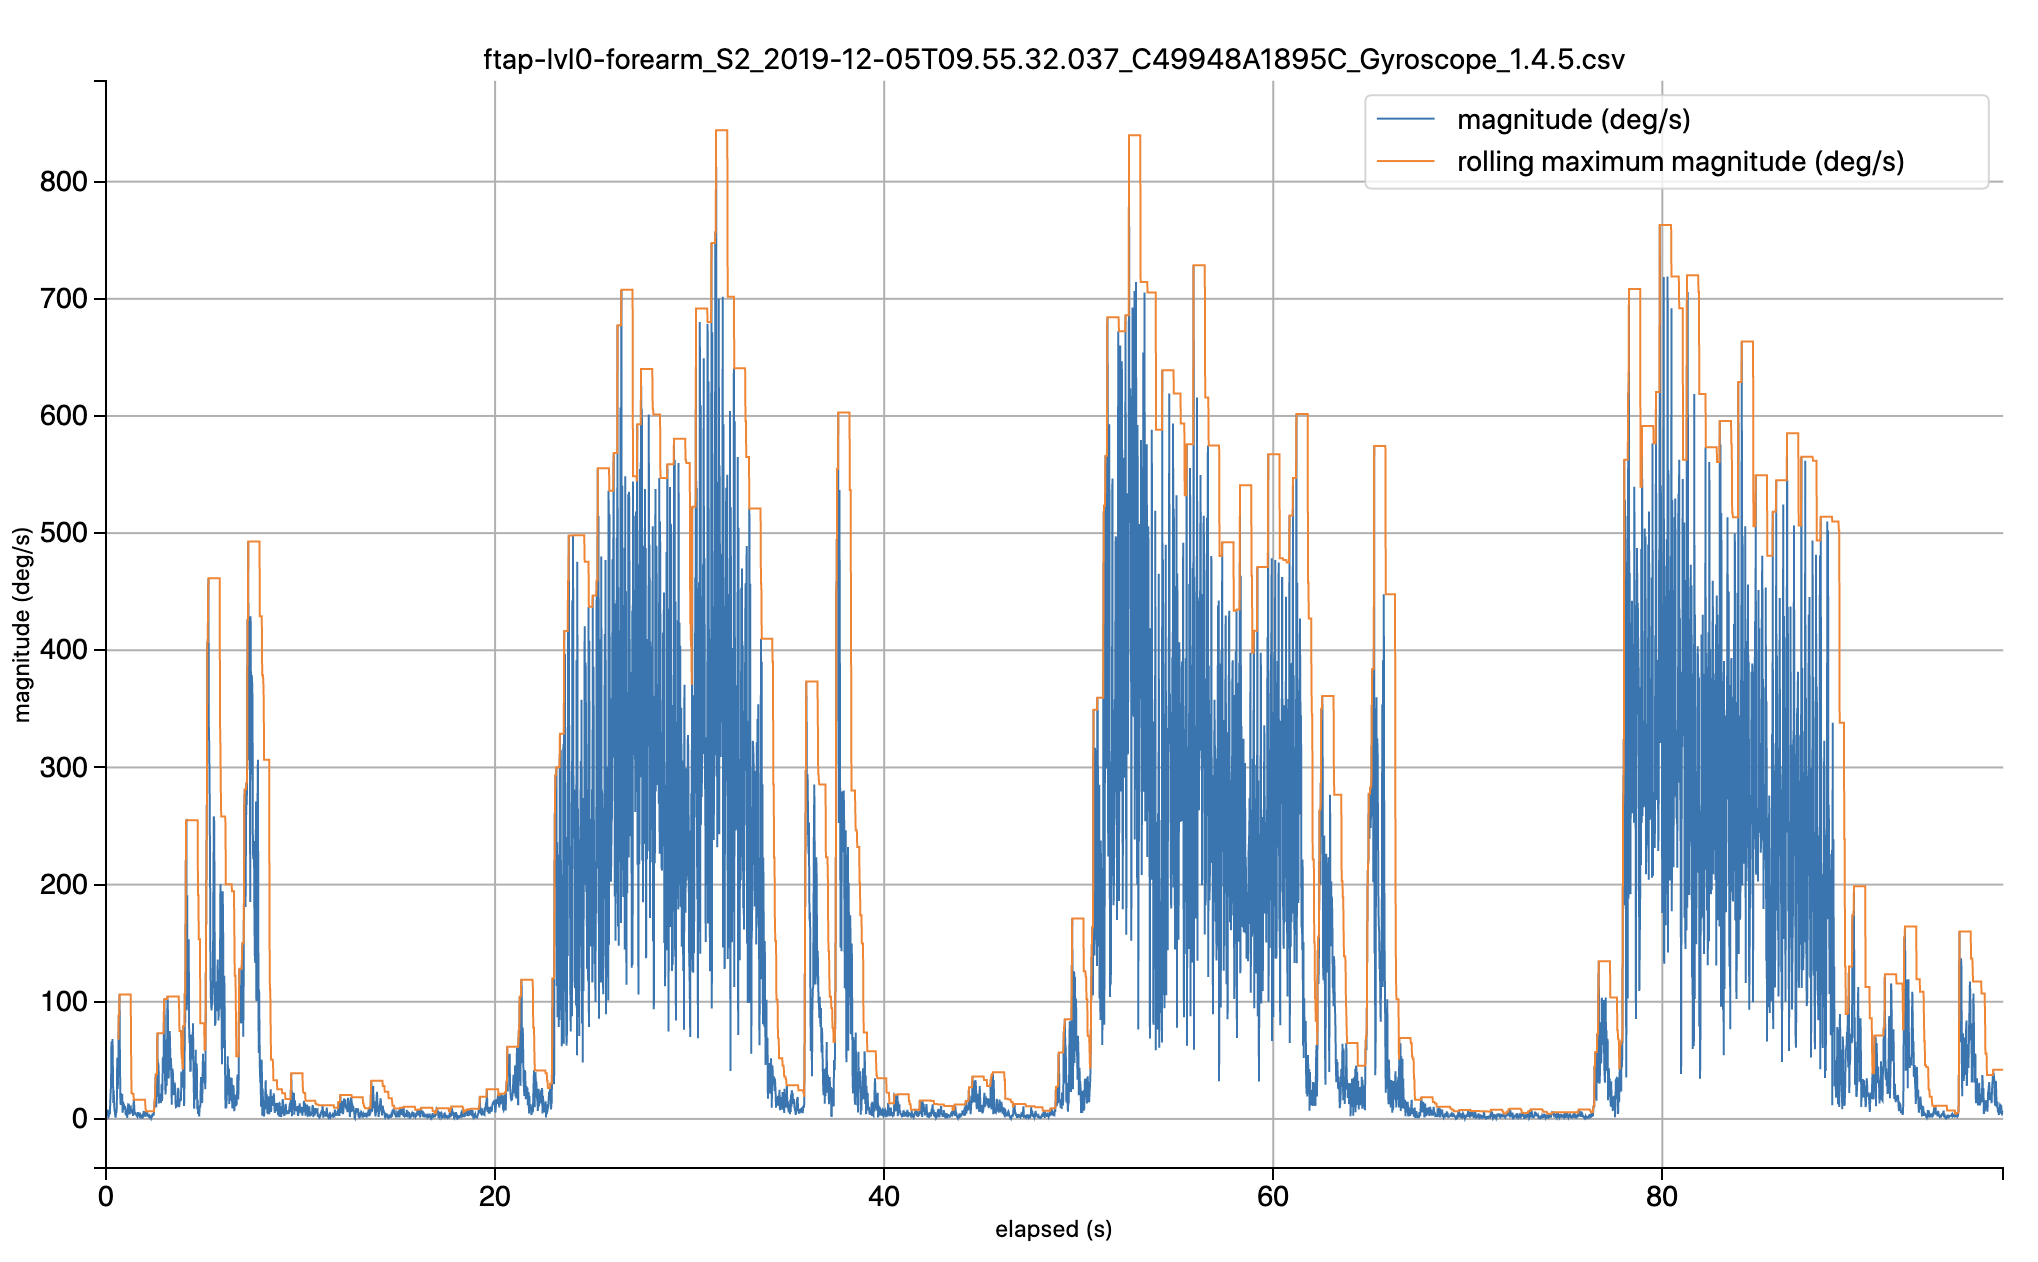 ftap-lvl0-forearm_S2_2019-12-05T09.55.32.037_C49948A1895C_Gyroscope_1.4.5.csv
magnitude (deg/s)
rolling maximum magnitude (deg/s)
800
700
600
500
400
300
200
100
0
magnitude (deg/s)
0 20 40 60 80
elapsed (s)